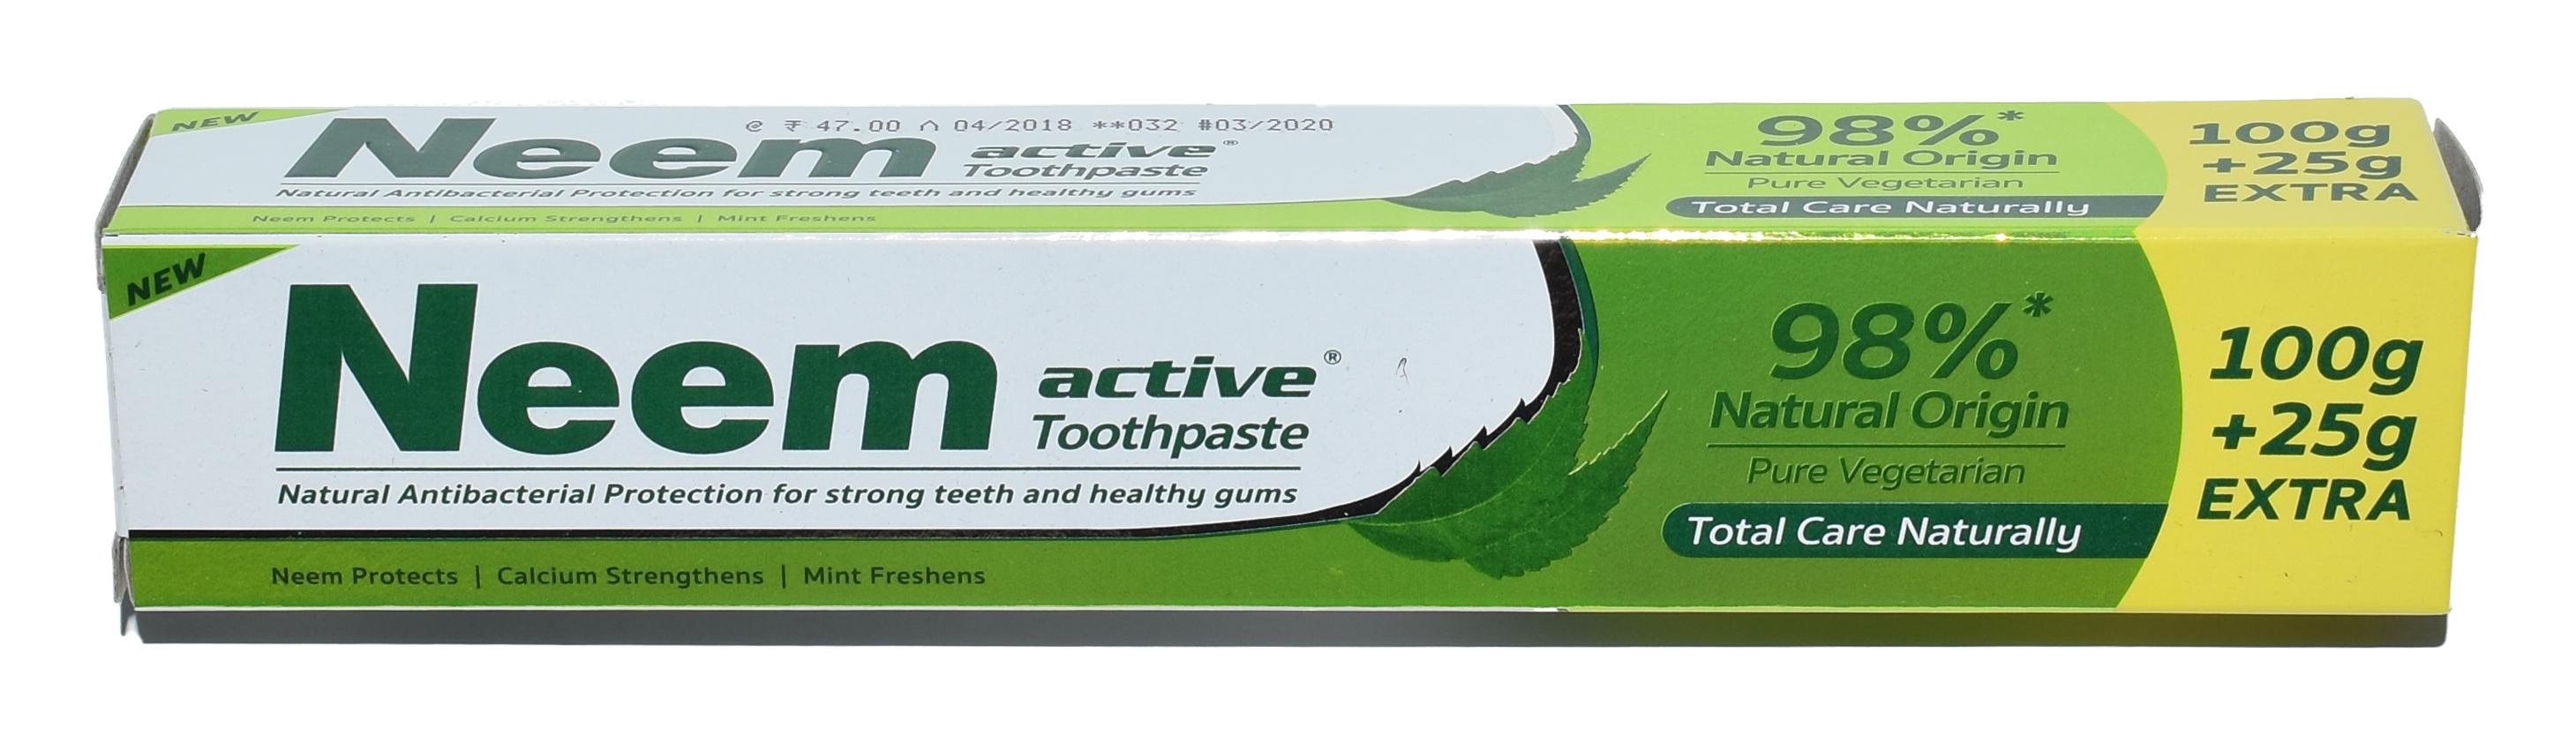 NEW
@ ₹ 47.00 ^ 04/2018 **032 #03/2020
Neem active®
Toothpaste
Natural Antibacterial Protection for strong teeth and healthy gums
Neem Protects | Calcium Strengthens | Mint Freshens
98%*
Natural Origin
Pure Vegetarian
Total Care Naturally
100g
+25g
EXTRA
NEW
Neem active®
Toothpaste
Natural Antibacterial Protection for strong teeth and healthy gums
Neem Protects | Calcium Strengthens | Mint Freshens
98%*
Natural Origin
Pure Vegetarian
Total Care Naturally
100g
+25g
EXTRA